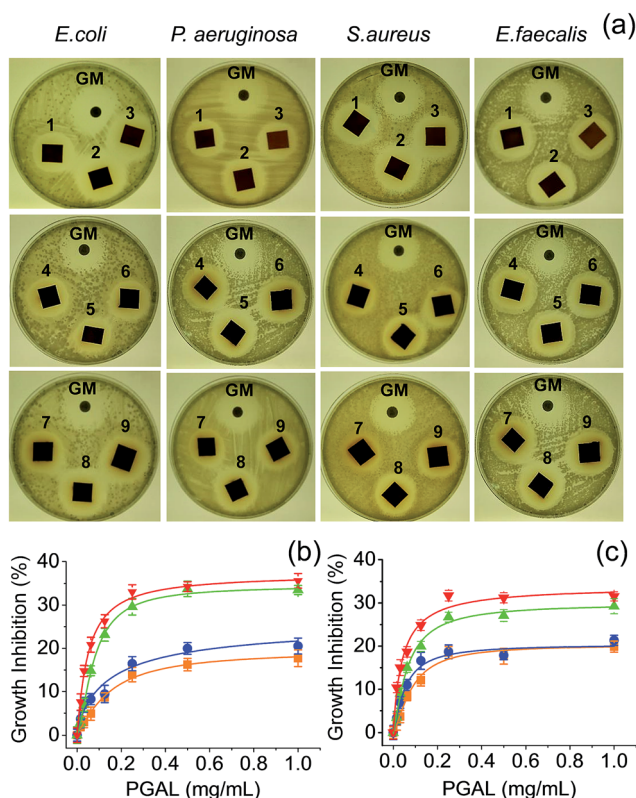 E.coli P. aeruginosa S.aureus E.faecalis (a)
GM GM GM GM
1 2 3 1 2 3 1 2 3 1 2 3
GM GM GM GM
4 5 6 4 5 6 4 5 6 4 5 6
GM GM GM GM
7 8 9 7 8 9 7 8 9 7 8 9
(b)
Growth Inhibition (%)
40
30
20
10
0
0.0 0.2 0.4 0.6 0.8 1.0
PGAL (mg/mL)
(c)
Growth Inhibition (%)
40
30
20
10
0
0.0 0.2 0.4 0.6 0.8 1.0
PGAL (mg/mL)